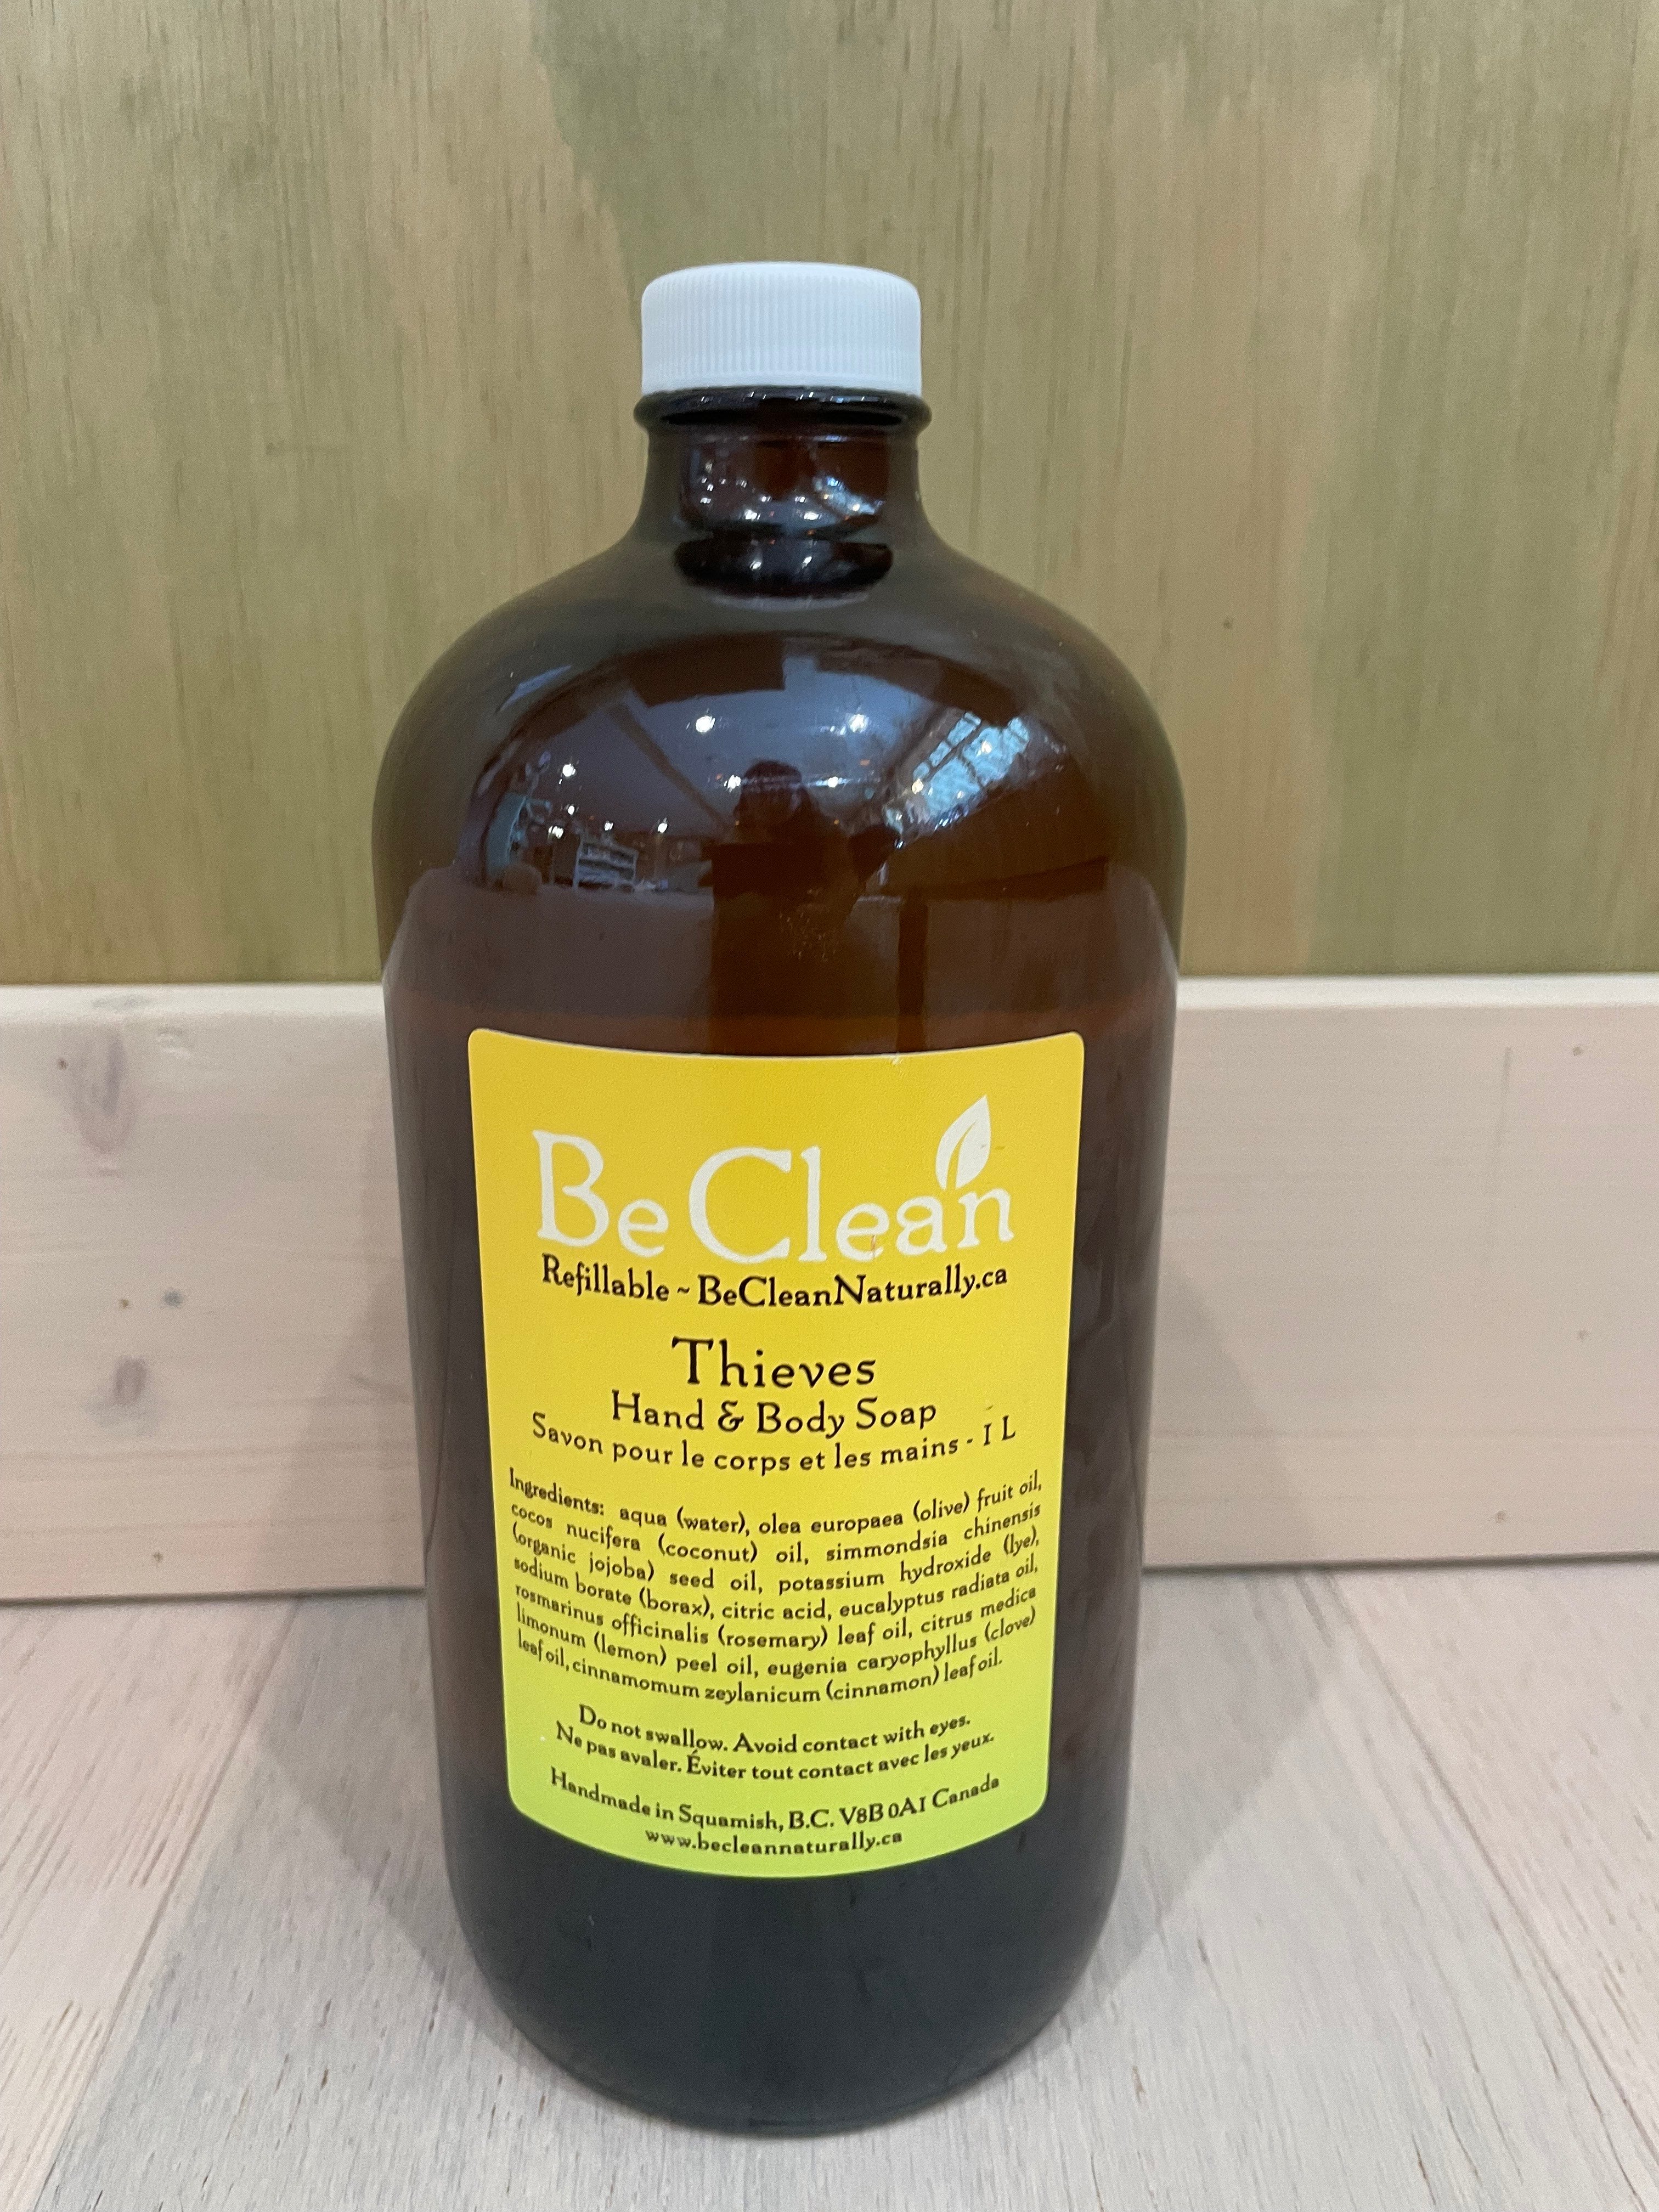 Be Clean
Refillable ~ BeCleanNaturally.ca
Thieves
Hand & Body Soap
Savon pour le corps et les mains - 1 L
Ingredients: aqua (water), olea europaea (olive) fruit oil,
cocos nucifera (coconut) oil, simmondsia chinensis
(organic jojoba) seed oil, potassium hydroxide (lye),
sodium borate (borax), citric acid, eucalyptus radiata oil,
rosmarinus officinalis (rosemary) leaf oil, citrus medica
limonum (lemon) peel oil, eugenia caryophyllus (clove)
leaf oil, cinnamomum zeylanicum (cinnamon) leaf oil.
Do not swallow. Avoid contact with eyes.
Ne pas avaler. Éviter tout contact avec les yeux.
Handmade in Squamish, B.C. V8B 0A1 Canada
www.becleannaturally.ca